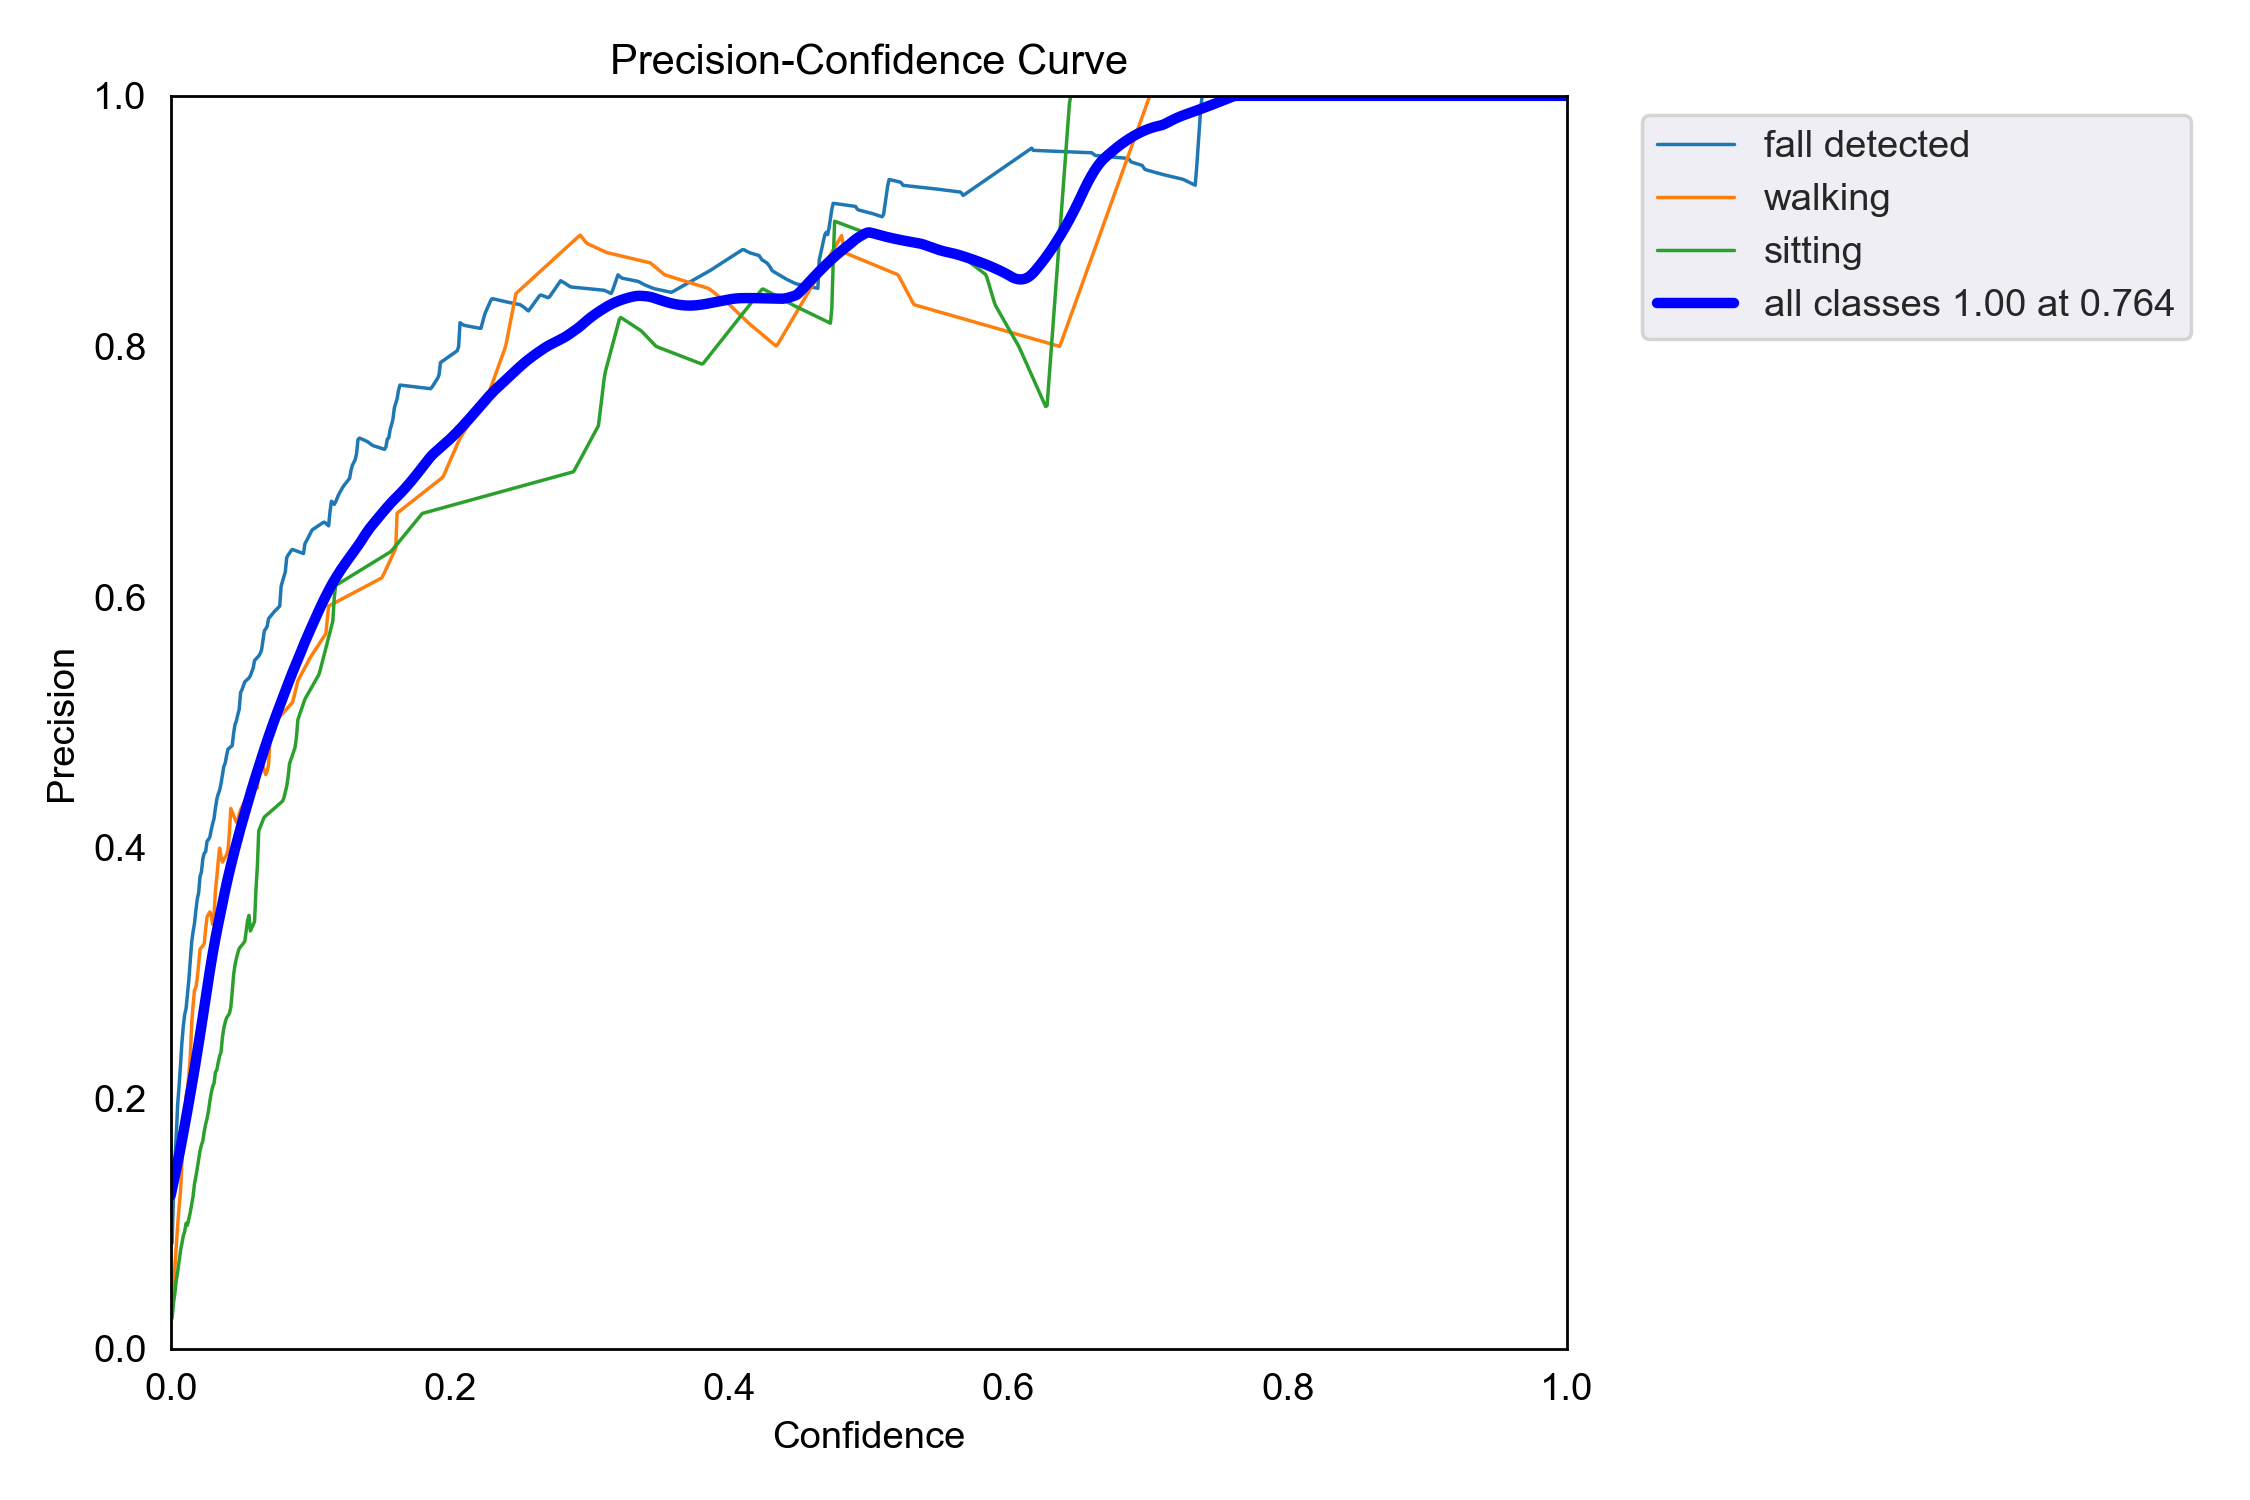 Precision-Confidence Curve
1.0
0.8
0.6
0.4
0.2
0.0
Precision
0.0 0.2 0.4 0.6 0.8 1.0
Confidence
fall detected
walking
sitting
all classes 1.00 at 0.764